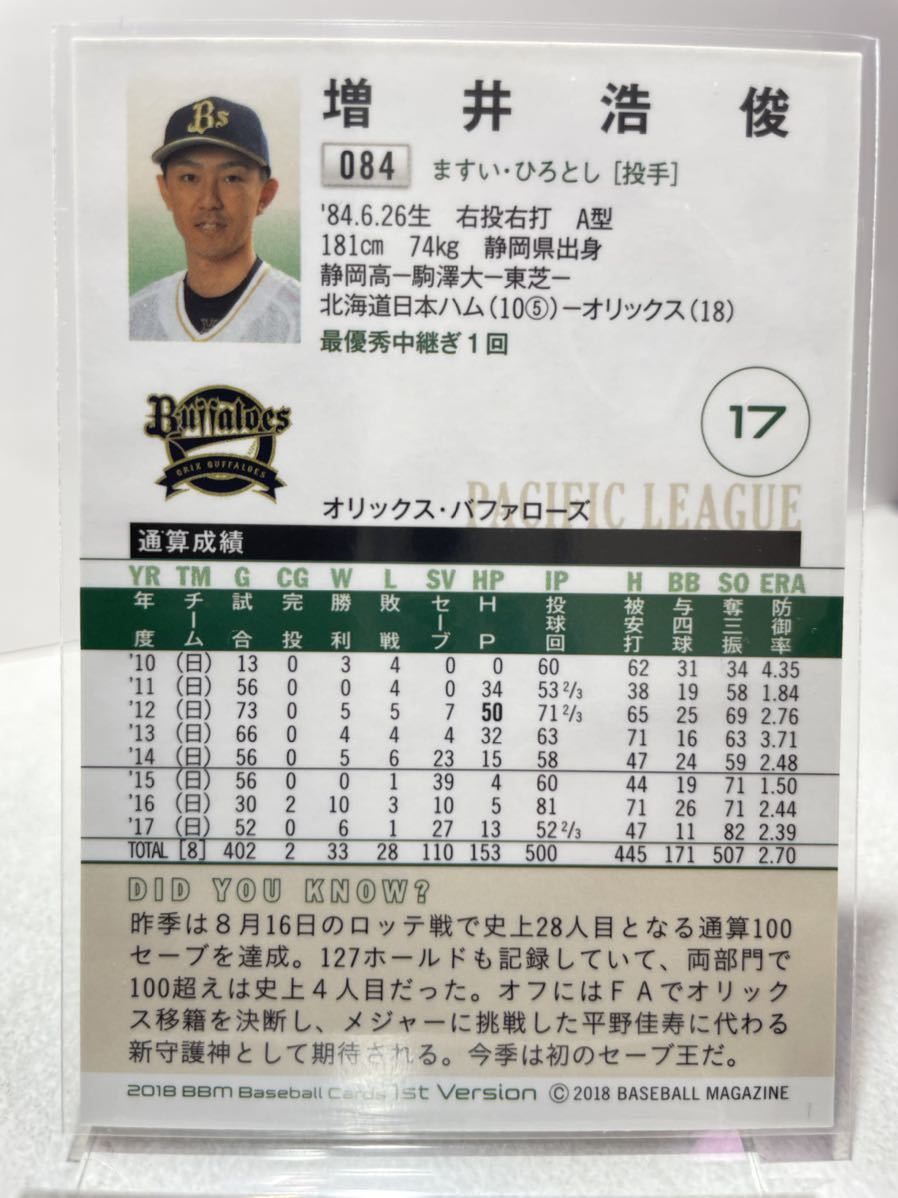 Bs
増井浩俊
084 ますい・ひろとし [投手]
'84.6.26生 右投右打 A型
181cm 74kg 静岡県出身
静岡高ー駒澤大ー東芝ー
北海道日本ハム(10⑤)ーオリックス(18)
最優秀中継ぎ1回
Buffaloes
ORIX BUFFALOES
17
PACIFIC LEAGUE
オリックス・バファローズ
通算成績
YR TM G CG W L SV HP IP H BB SO ERA
年度 チーム 試合 完投 勝利 敗戦 セーブ HP 投球回 被安打 与四球 奪三振 防御率
'10 (日) 13 0 3 4 0 0 60 62 31 34 4.35
'11 (日) 56 0 0 4 0 34 53 2/3 38 19 58 1.84
'12 (日) 73 0 5 5 7 50 71 2/3 65 25 69 2.76
'13 (日) 66 0 4 4 4 32 63 71 16 63 3.71
'14 (日) 56 0 5 6 23 15 58 47 24 59 2.48
'15 (日) 56 0 0 1 39 4 60 44 19 71 1.50
'16 (日) 30 2 10 3 10 5 81 71 26 71 2.44
'17 (日) 52 0 6 1 27 13 52 2/3 47 11 82 2.39
TOTAL [8] 402 2 33 28 110 153 500 445 171 507 2.70
DID YOU KNOW?
昨季は8月16日のロッテ戦で史上28人目となる通算100
セーブを達成。127ホールドも記録していて、両部門で
100超えは史上4人目だった。オフにはFAでオリック
ス移籍を決断し、メジャーに挑戦した平野佳寿に代わる
新守護神として期待される。今季は初のセーブ王だ。
2018 BBM Baseball Cards 1st Version ©2018 BASEBALL MAGAZINE